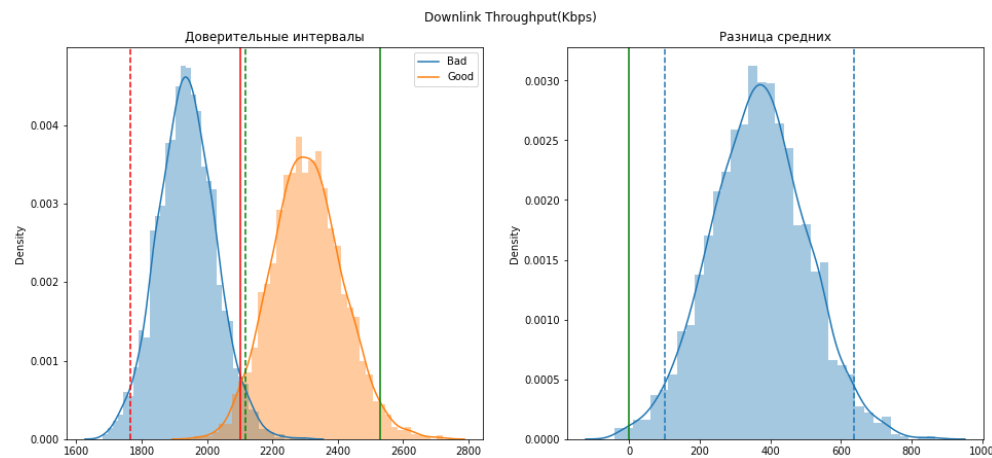 Downlink Throughput(Kbps)
Доверительные интервалы
Разница средних
Bad
Good
Density
0.004
0.003
0.002
0.001
0.000
1600 1800 2000 2200 2400 2600 2800
Density
0.0030
0.0025
0.0020
0.0015
0.0010
0.0005
0.0000
0 200 400 600 800 1000